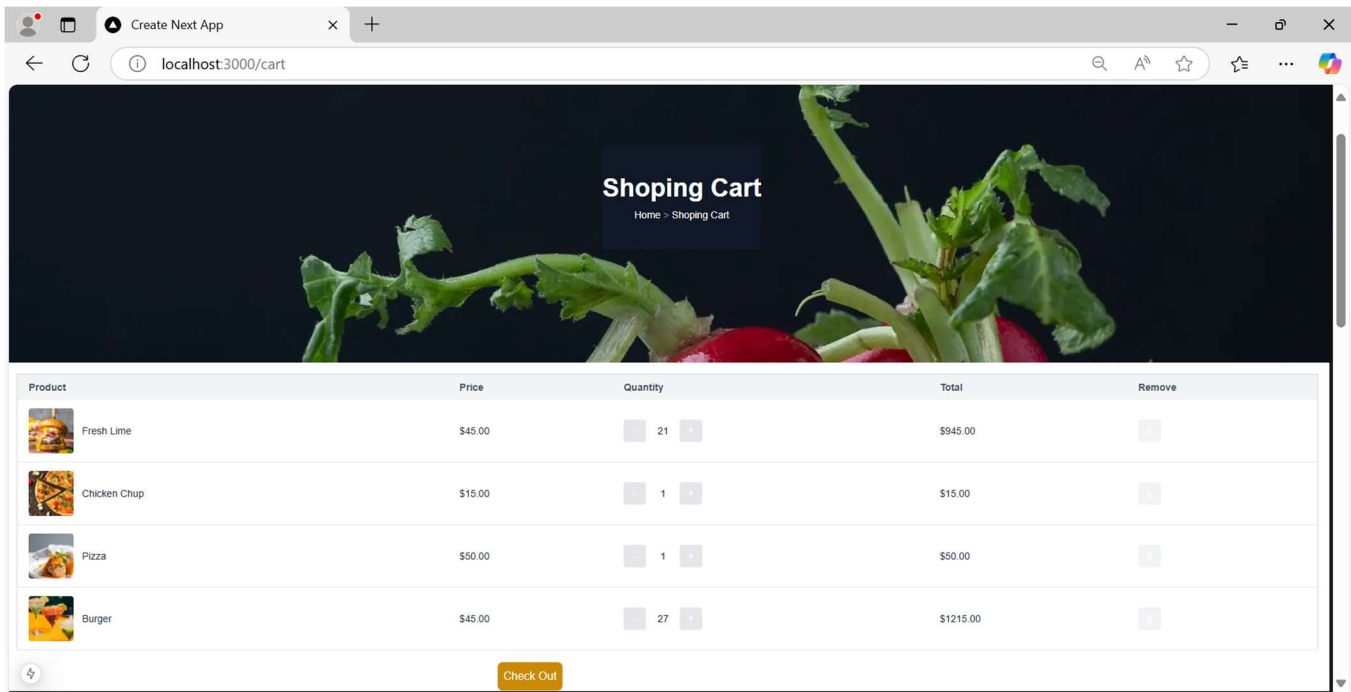 Create Next App
localhost:3000/cart
Shoping Cart
Home > Shoping Cart
Product Price Quantity Total Remove
Fresh Lime $45.00 - 21 + $945.00 x
Chicken Chup $15.00 - 1 + $15.00 x
Pizza $50.00 - 1 + $50.00 x
Burger $45.00 - 27 + $1215.00 x
Check Out